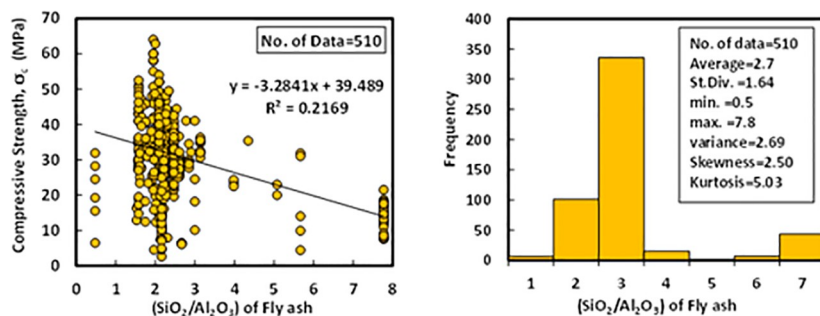 70
60
50
40
30
20
10
0
Compressive Strength, σc (MPa)
No. of Data=510
y = -3.2841x + 39.489
R² = 0.2169
0 1 2 3 4 5 6 7 8
(SiO2/Al2O3) of Fly ash
400
350
300
250
200
150
100
50
0
Frequency
No. of data=510
Average=2.7
St.Div. =1.64
min. =0.5
max. =7.8
variance=2.69
Skewness=2.50
Kurtosis=5.03
1 2 3 4 5 6 7
(SiO2/Al2O3) of Fly ash